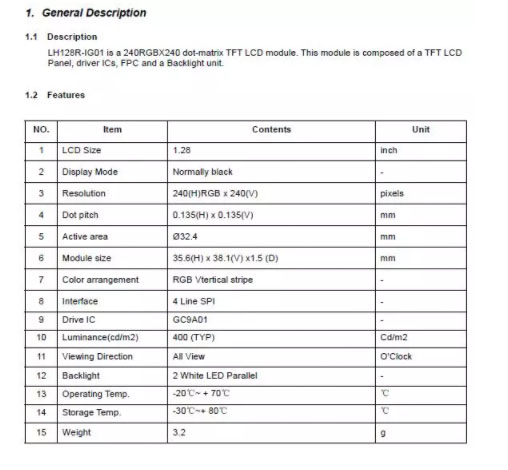 1. General Description
1.1 Description
LH128R-IG01 is a 240RGBX240 dot-matrix TFT LCD module. This module is composed of a TFT LCD
Panel, driver ICs, FPC and a Backlight unit.
1.2 Features
NO. Item Contents Unit
1 LCD Size 1.28 inch
2 Display Mode Normally black -
3 Resolution 240(H)RGB x 240(V) pixels
4 Dot pitch 0.135(H) x 0.135(V) mm
5 Active area Ø32.4 mm
6 Module size 35.6(H) x 38.1(V) x1.5 (D) mm
7 Color arrangement RGB Vtertical stripe -
8 Interface 4 Line SPI -
9 Drive IC GC9A01 -
10 Luminance(cd/m2) 400 (TYP) Cd/m2
11 Viewing Direction All View O'Clock
12 Backlight 2 White LED Parallel -
13 Operating Temp. -20℃~ + 70℃ ℃
14 Storage Temp. -30℃~+ 80℃ ℃
15 Weight 3.2 g